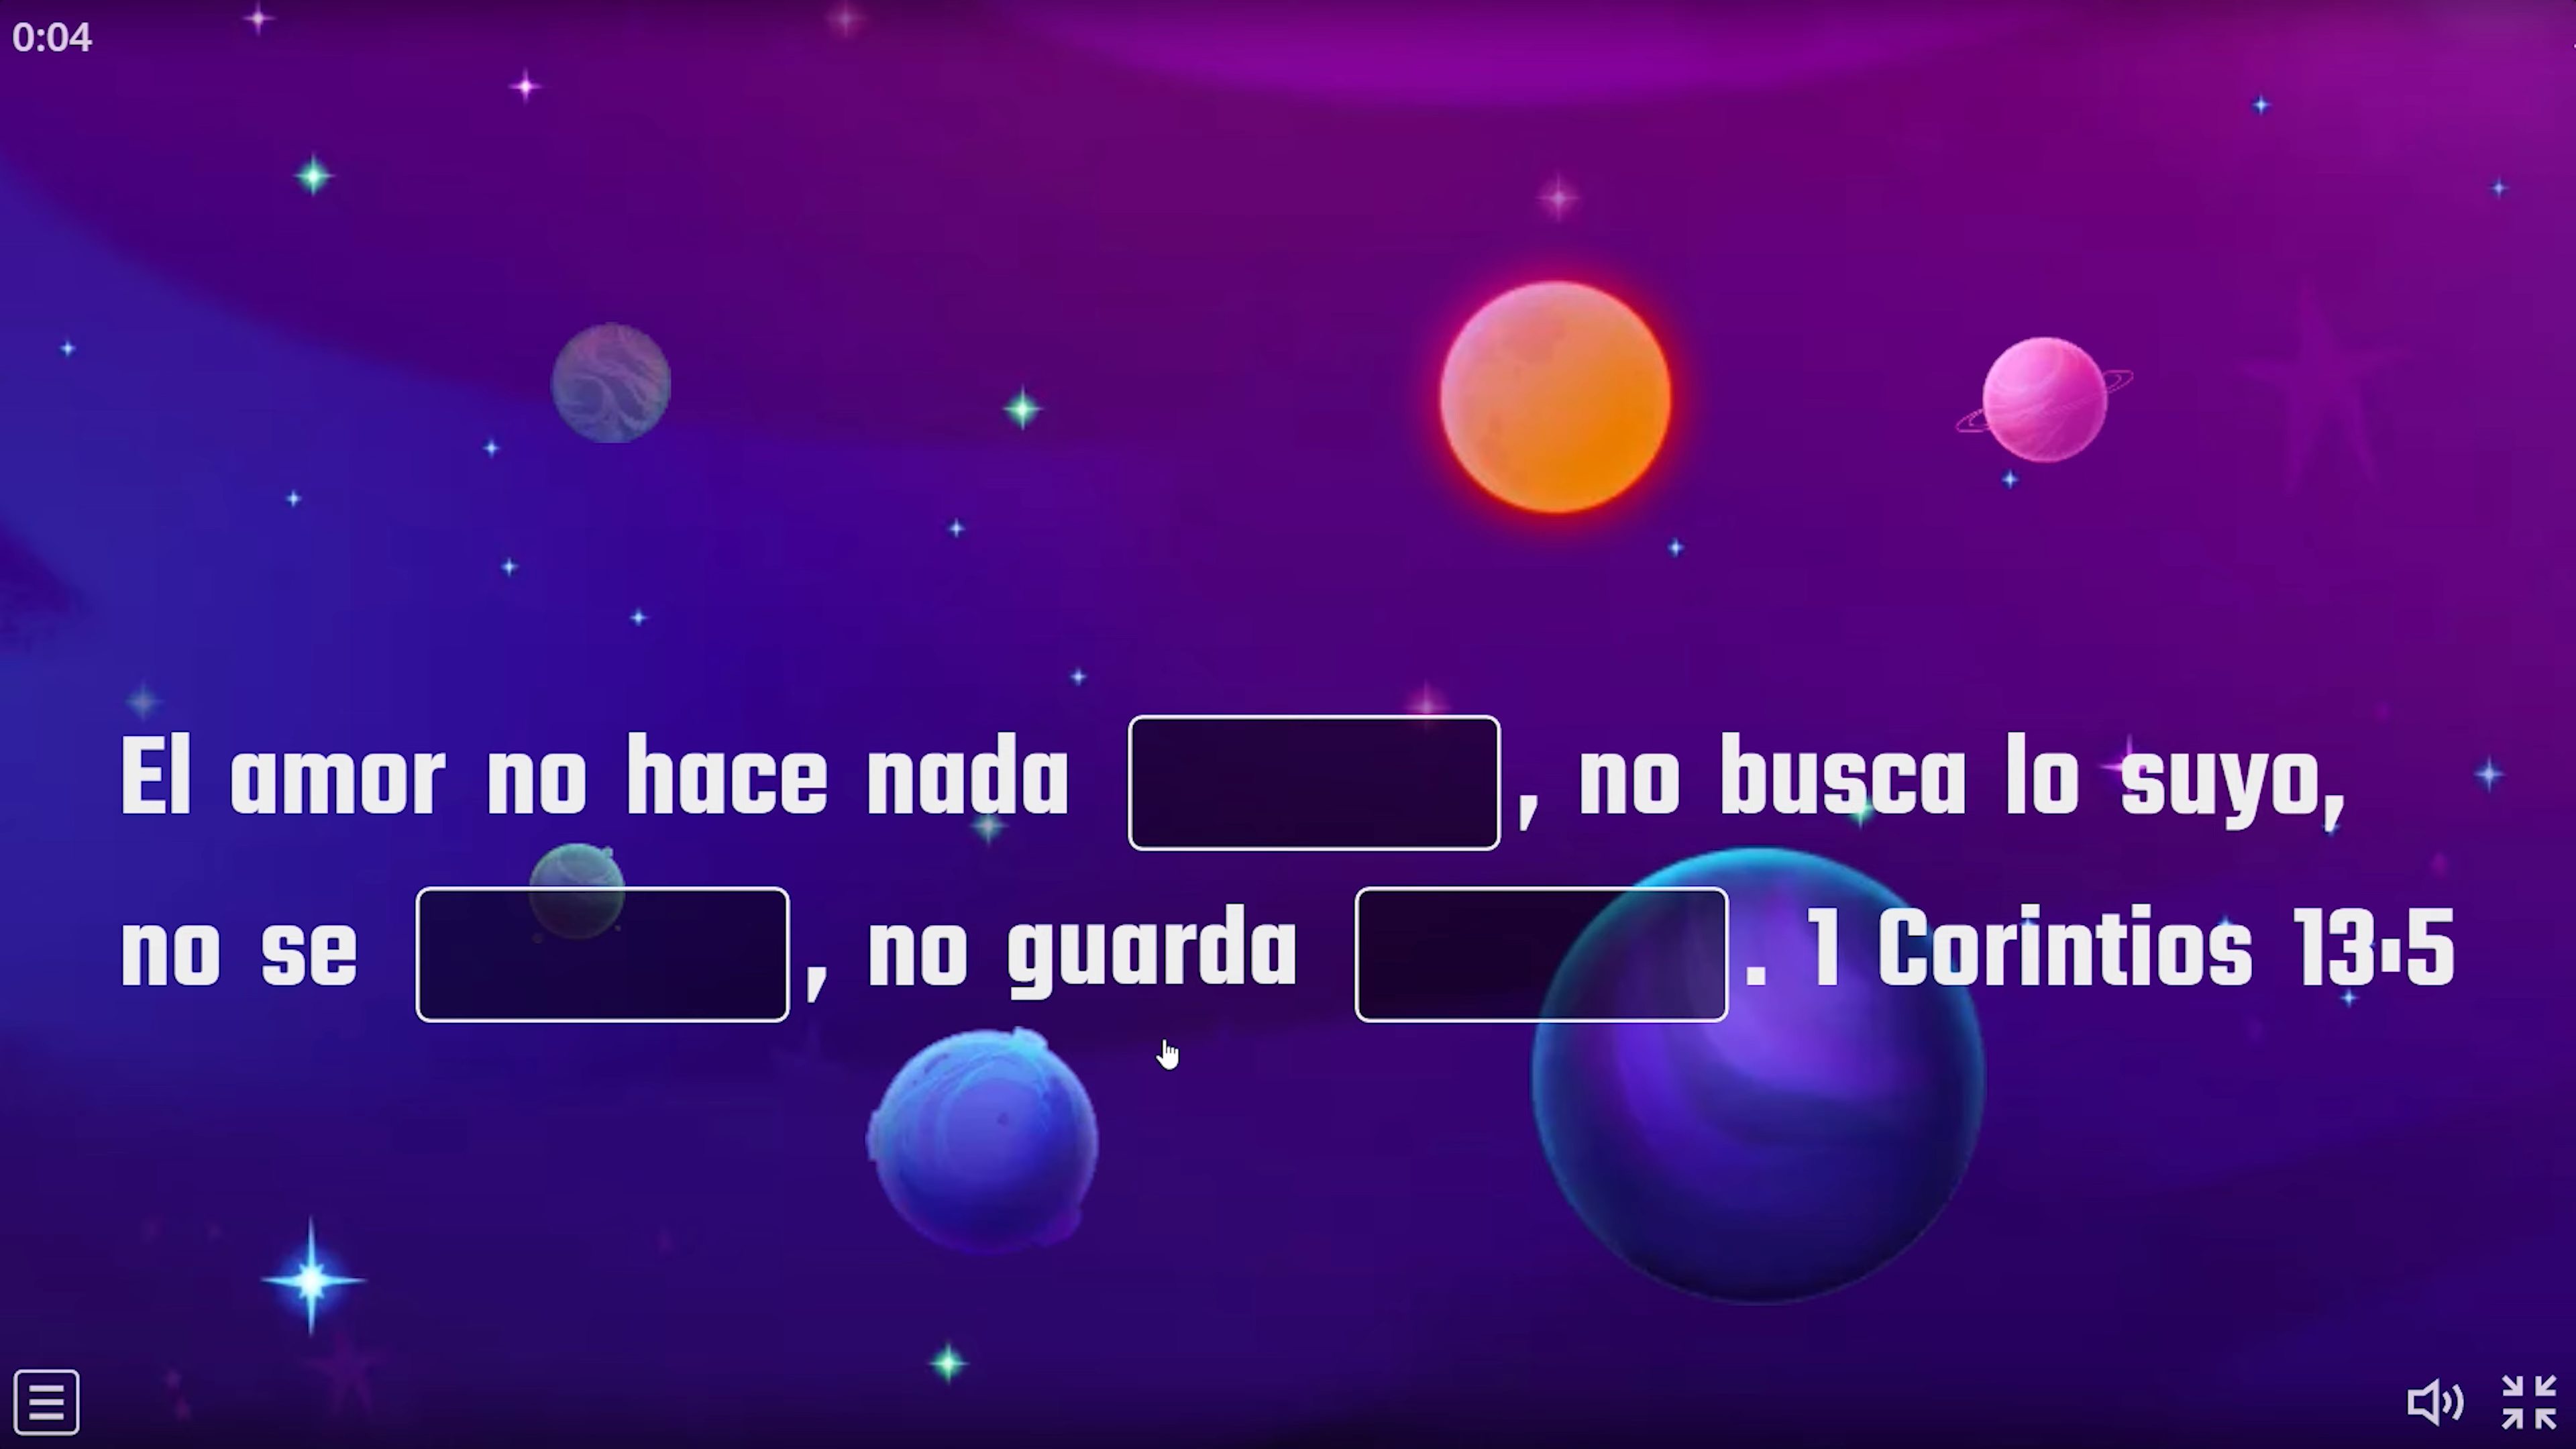 0:04
El amor no hace nada , no busca lo suyo,
no se , no guarda . 1 Corintios 13:5